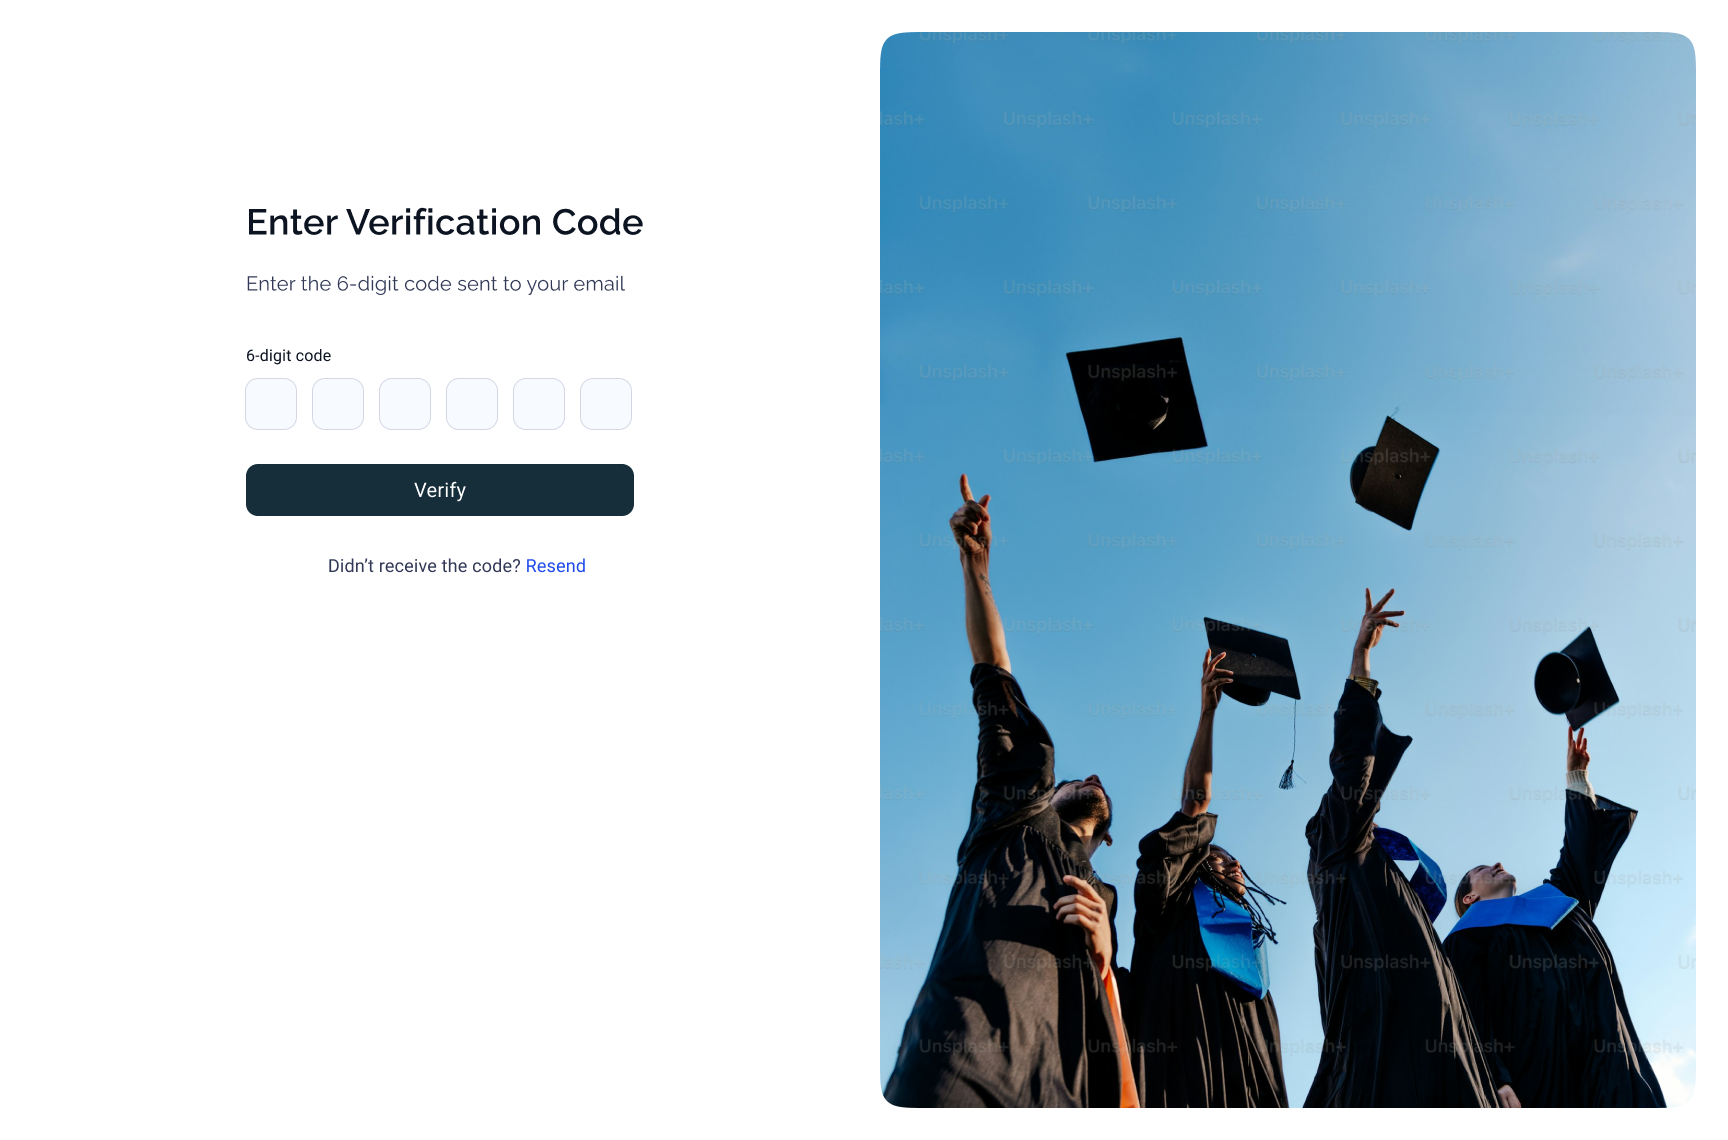 Enter Verification Code
Enter the 6-digit code sent to your email
6-digit code
Verify
Didn’t receive the code? Resend
Unsplash+